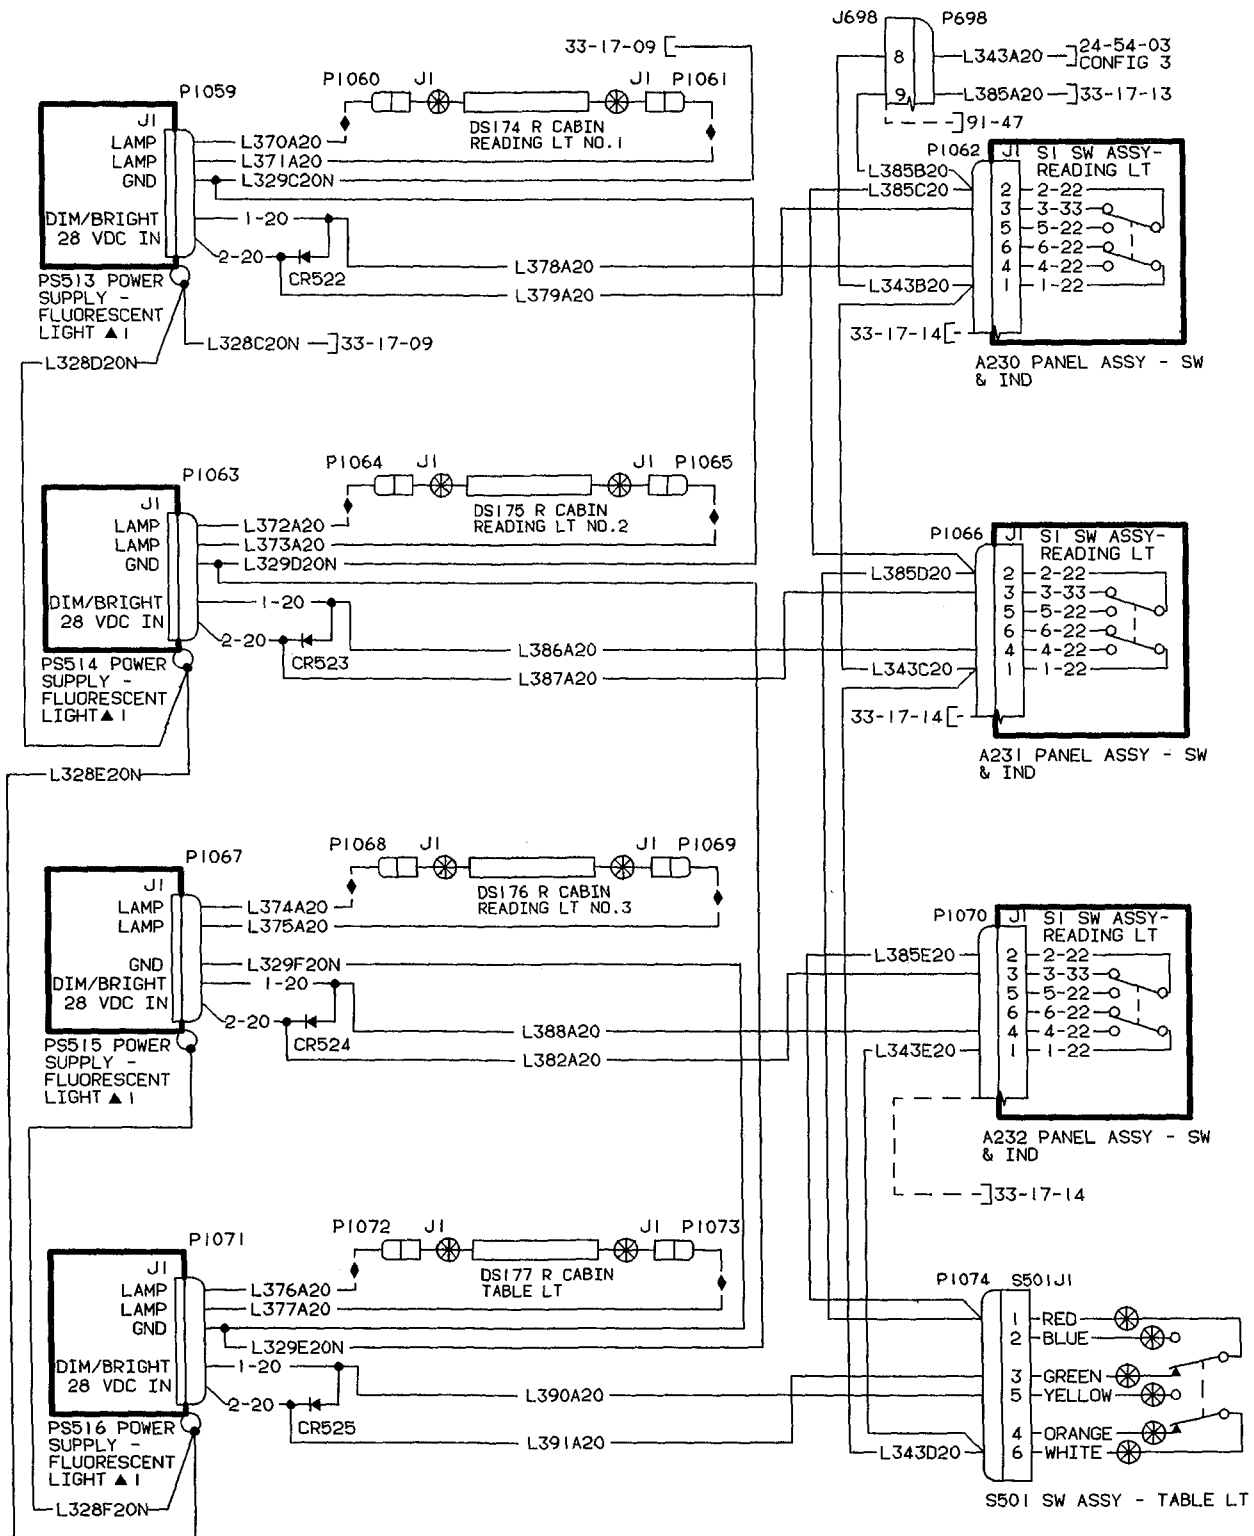 33-17-09
J698 P698
8 L343A20 24-54-03
CONFIG 3
9 L385A20 33-17-13
91-47
P1059
J1
LAMP L370A20
LAMP L371A20
GND L329C20N
DIM/BRIGHT 1-20
28 VDC IN 2-20
CR522
P1060 J1 J1 P1061
DS174 R CABIN
READING LT NO.1
L378A20
L379A20
PS513 POWER
SUPPLY -
FLUORESCENT
LIGHT ▲1
L328C20N 33-17-09
L328D20N
P1062 J1 S1 SW ASSY-
READING LT
L385B20
L385C20 2 2-22
3 3-33
5 5-22
6 6-22
4 4-22
L343B20 1 1-22
33-17-14
A230 PANEL ASSY - SW
& IND
P1063
J1
LAMP L372A20
LAMP L373A20
GND L329D20N
DIM/BRIGHT 1-20
28 VDC IN 2-20
CR523
P1064 J1 J1 P1065
DS175 R CABIN
READING LT NO.2
L386A20
L387A20
PS514 POWER
SUPPLY -
FLUORESCENT
LIGHT▲1
L328E20N
P1066 J1 S1 SW ASSY-
READING LT
L385D20 2 2-22
3 3-33
5 5-22
6 6-22
4 4-22
L343C20 1 1-22
33-17-14
A231 PANEL ASSY - SW
& IND
P1067
J1
LAMP L374A20
LAMP L375A20
GND L329F20N
DIM/BRIGHT 1-20
28 VDC IN 2-20
CR524
P1068 J1 J1 P1069
DS176 R CABIN
READING LT NO.3
L388A20
L382A20
PS515 POWER
SUPPLY -
FLUORESCENT
LIGHT ▲1
P1070 J1 S1 SW ASSY-
READING LT
L385E20 2 2-22
3 3-33
5 5-22
6 6-22
4 4-22
L343E20 1 1-22
A232 PANEL ASSY - SW
& IND
33-17-14
P1071
J1
LAMP L376A20
LAMP L377A20
GND
L329E20N
DIM/BRIGHT 1-20
28 VDC IN 2-20
CR525
P1072 J1 J1 P1073
DS177 R CABIN
TABLE LT
L390A20
L391A20
PS516 POWER
SUPPLY -
FLUORESCENT
LIGHT ▲1
L328F20N
P1074 S501J1
1 RED
2 BLUE
3 GREEN
5 YELLOW
4 ORANGE
L343D20 6 WHITE
S501 SW ASSY - TABLE LT